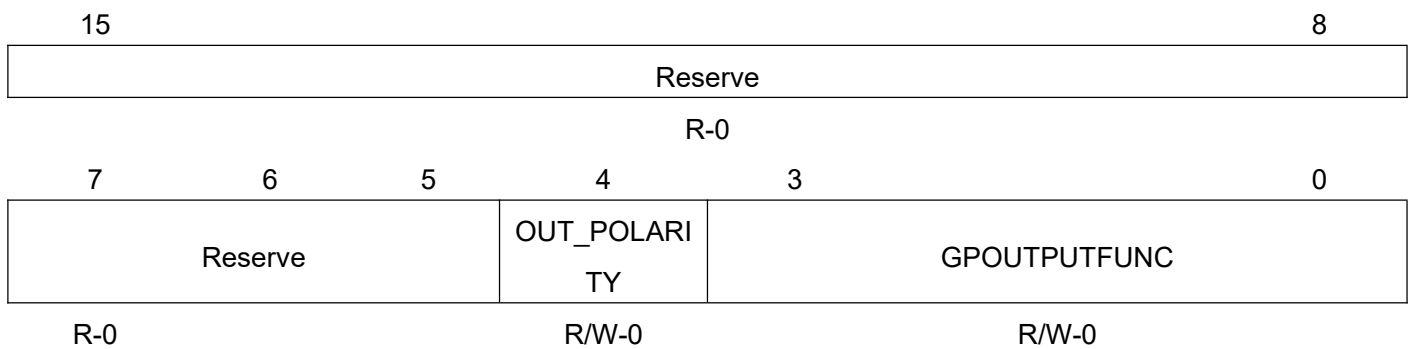 15 8
Reserve
R-0
7 6 5 4 3 0
Reserve OUT_POLARI
TY GPOUTPUTFUNC
R-0 R/W-0 R/W-0